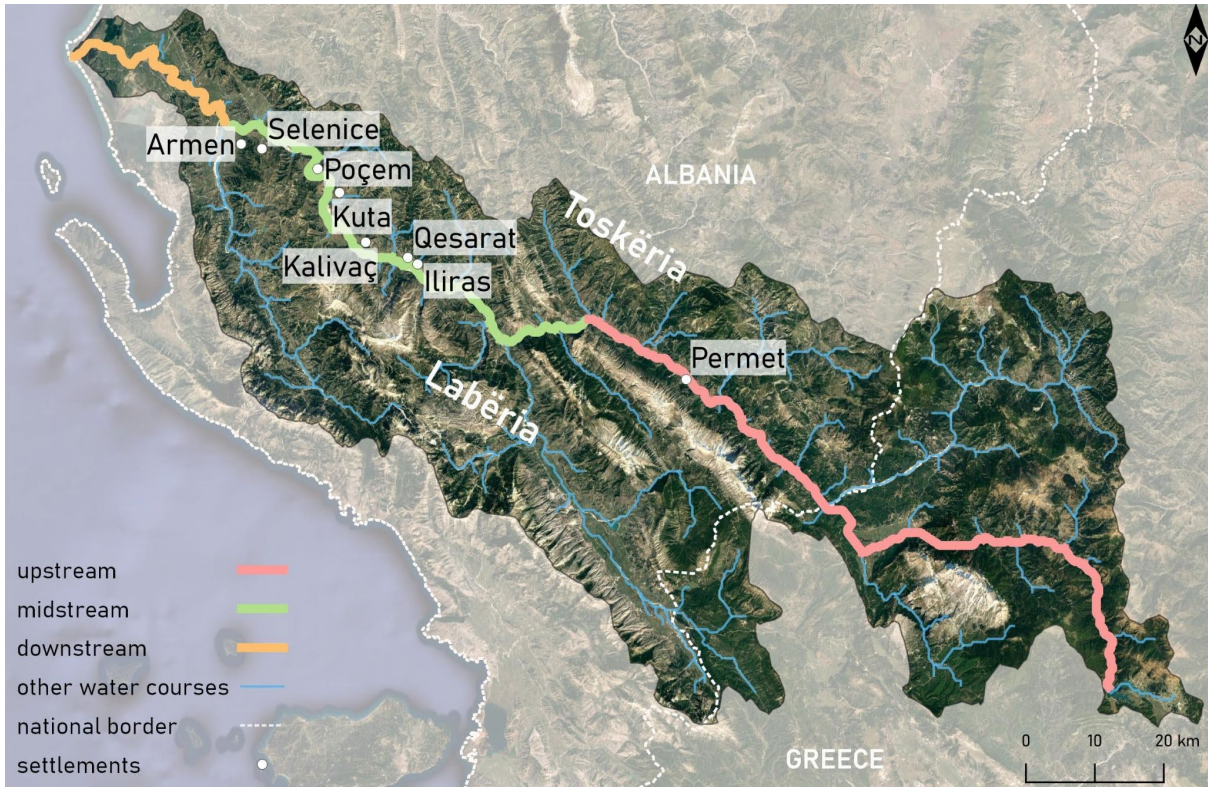 N
Armen
Selenice
Poçem
ALBANIA
Toskëria
Kuta
Qesarat
Kalivaç
Iliras
Permet
Labëria
upstream
midstream
downstream
other water courses
national border
settlements
GREECE
0 12 20 km